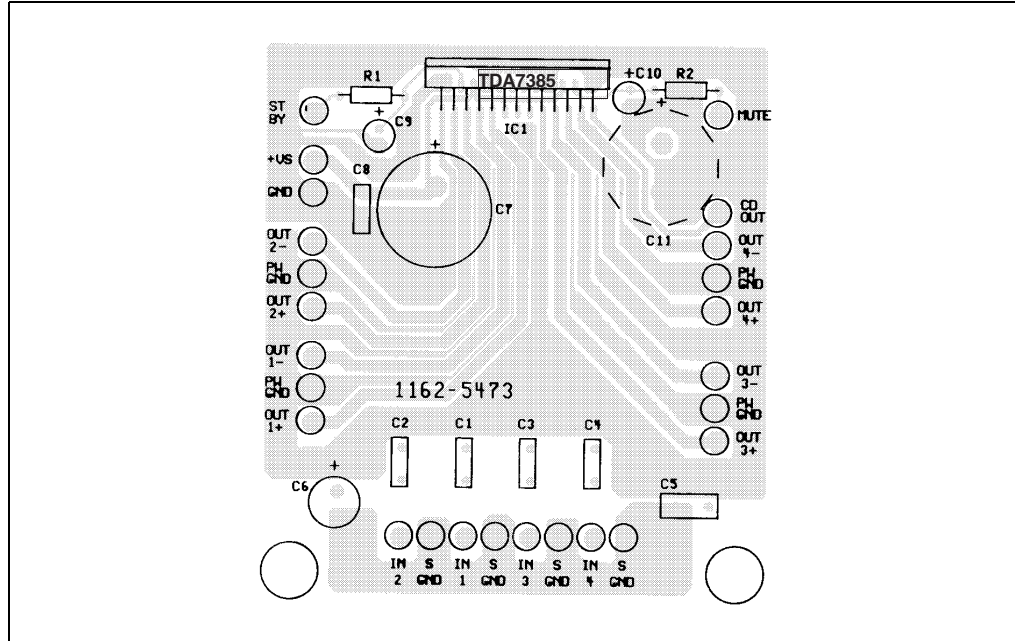 TDA7385
+C10
R2
R1
+
+
ST
BY
C9
MUTE
IC1
+VS
+
C8
GND
C7
CD
OUT
C11
OUT
2-
OUT
4-
PW
GND
PW
GND
OUT
2+
OUT
4+
OUT
1-
OUT
3-
PW
GND
1162-5473
PW
GND
OUT
1+
C2
C1
C3
C4
OUT
3+
+
C6
C5
IN
2
S
GND
IN
1
S
GND
IN
3
S
GND
IN
4
S
GND